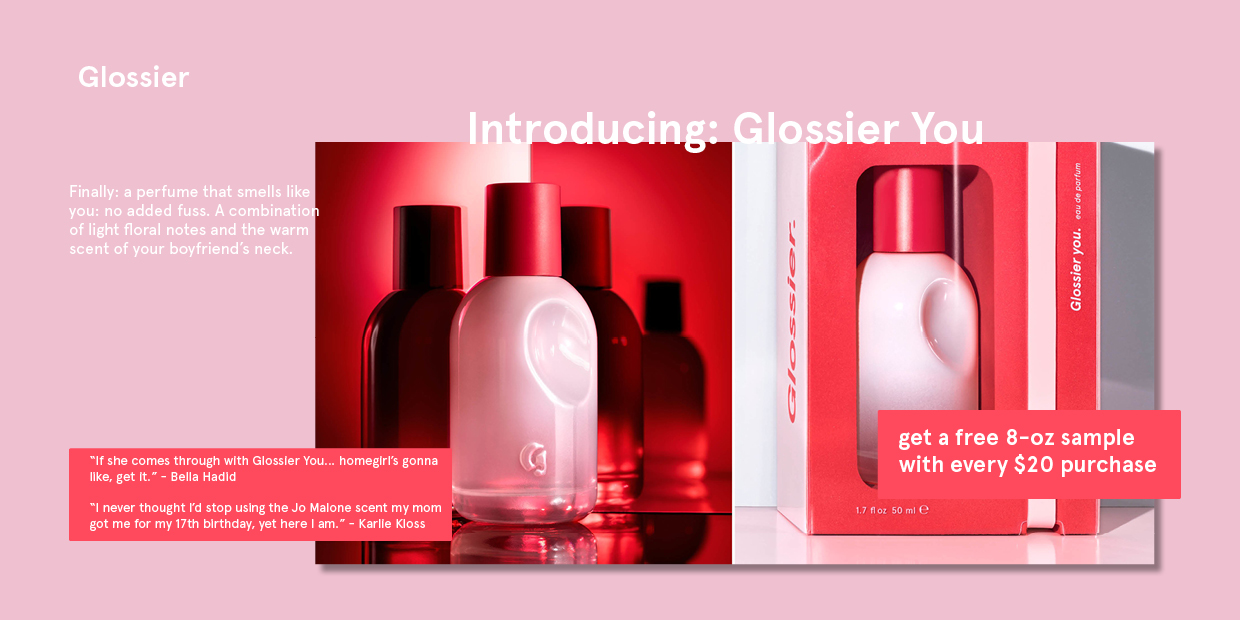 Glossier
Introducing: Glossier You
Finally: a perfume that smells like
you: no added fuss. A combination
of light floral notes and the warm
scent of your boyfriend's neck.
"If she comes through with Glossier You... homegirl's gonna
like, get it." - Bella Hadid
"I never thought I'd stop using the Jo Malone scent my mom
got me for my 17th birthday, yet here I am." - Karlie Kloss
Glossier.
Glossier you. eau de parfum
get a free 8-oz sample
with every $20 purchase
1.7 fl oz 50 ml ℮